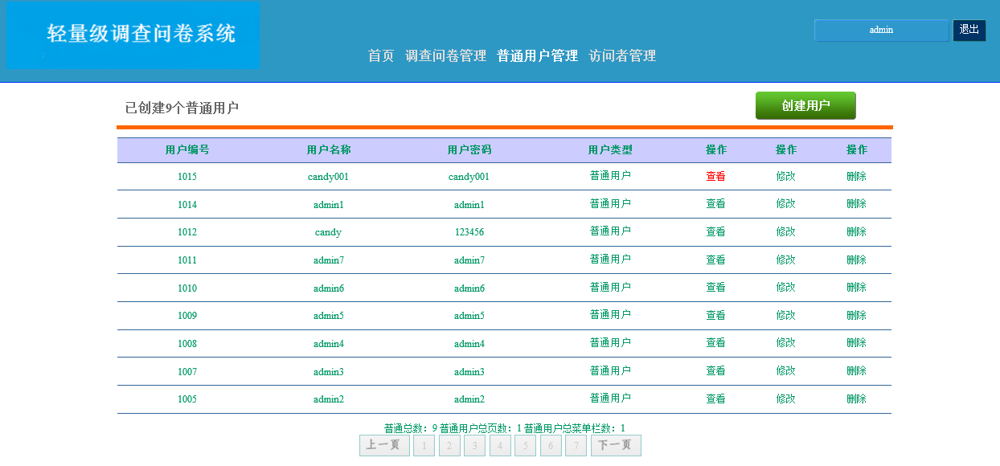 轻量级调查问卷系统
admin 退出
首页 调查问卷管理 普通用户管理 访问者管理
已创建9个普通用户 创建用户
用户编号 用户名称 用户密码 用户类型 操作 操作 操作
1015 candy001 candy001 普通用户 查看 修改 删除
1014 admin1 admin1 普通用户 查看 修改 删除
1012 candy 123456 普通用户 查看 修改 删除
1011 admin7 admin7 普通用户 查看 修改 删除
1010 admin6 admin6 普通用户 查看 修改 删除
1009 admin5 admin5 普通用户 查看 修改 删除
1008 admin4 admin4 普通用户 查看 修改 删除
1007 admin3 admin3 普通用户 查看 修改 删除
1005 admin2 admin2 普通用户 查看 修改 删除
普通总数：9 普通用户总页数：1 普通用户总菜单栏数：1
上一页 1 2 3 4 5 6 7 下一页